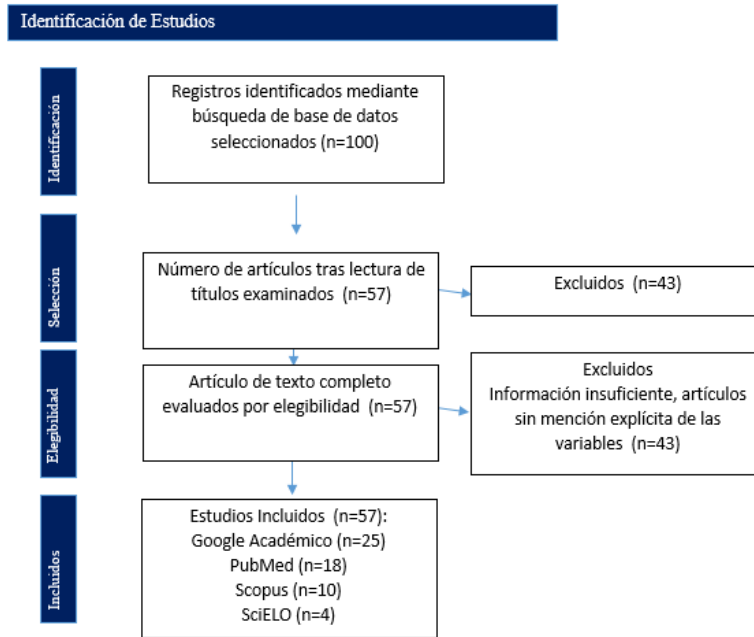 Identificación de Estudios
Identificación
Registros identificados mediante
búsqueda de base de datos
seleccionados (n=100)
Selección
Número de artículos tras lectura de
títulos examinados (n=57)
Excluidos (n=43)
Elegibilidad
Artículo de texto completo
evaluados por elegibilidad (n=57)
Excluidos
Información insuficiente, artículos
sin mención explícita de las
variables (n=43)
Incluidos
Estudios Incluidos (n=57):
Google Académico (n=25)
PubMed (n=18)
Scopus (n=10)
SciELO (n=4)